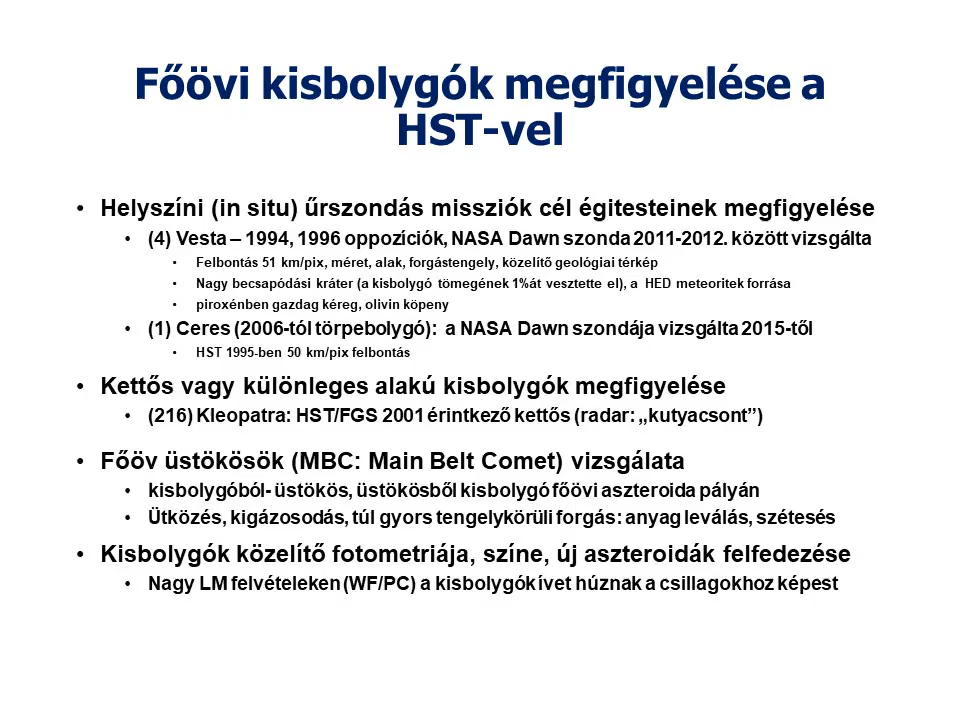 Főövi kisbolygók megfigyelése a
HST-vel
• Helyszíni (in situ) űrszondás missziók cél égitesteinek megfigyelése
• (4) Vesta – 1994, 1996 oppozíciók, NASA Dawn szonda 2011-2012. között vizsgálta
• Felbontás 51 km/pix, méret, alak, forgástengely, közelítő geológiai térkép
• Nagy becsapódási kráter (a kisbolygó tömegének 1%át vesztette el), a HED meteoritek forrása
• piroxénben gazdag kéreg, olivin köpeny
• (1) Ceres (2006-tól törpebolygó): a NASA Dawn szondája vizsgálta 2015-től
• HST 1995-ben 50 km/pix felbontás
• Kettős vagy különleges alakú kisbolygók megfigyelése
• (216) Kleopatra: HST/FGS 2001 érintkező kettős (radar: „kutyacsont”)
• Főöv üstökösök (MBC: Main Belt Comet) vizsgálata
• kisbolygóból- üstökös, üstökösből kisbolygó főövi aszteroida pályán
• Ütközés, kigázosodás, túl gyors tengelykörüli forgás: anyag leválás, szétesés
• Kisbolygók közelítő fotometriája, színe, új aszteroidák felfedezése
• Nagy LM felvételeken (WF/PC) a kisbolygók ívet húznak a csillagokhoz képest